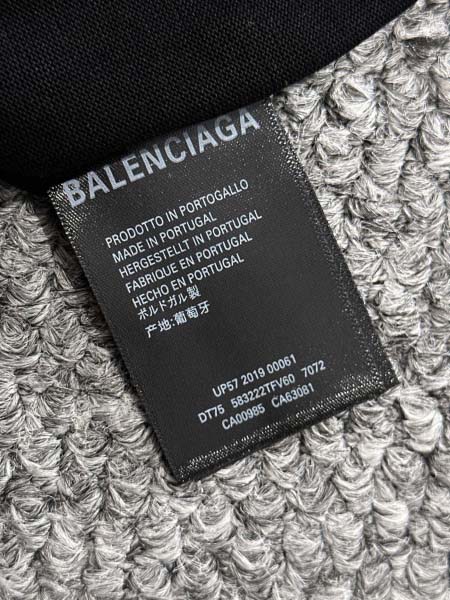 BALENCIAGA
PRODOTTO IN PORTOGALLO
MADE IN PORTUGAL
HERGESTELLT IN PORTUGAL
FABRIQUE EN PORTUGAL
HECHO EN PORTUGAL
ポルドガル製
产地:葡萄牙
UP57 2019 00061
DT75 583222TFV60 7072
CA00985 CA63081